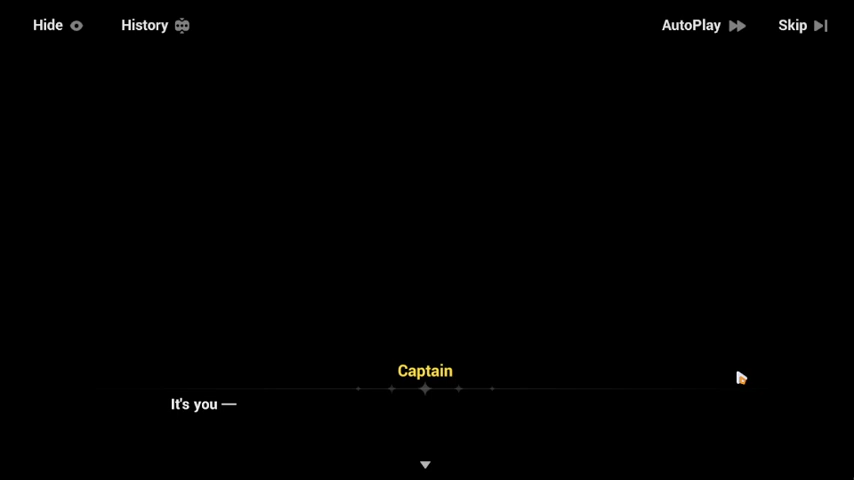 Hide
History
AutoPlay
Skip
Captain
It's you —